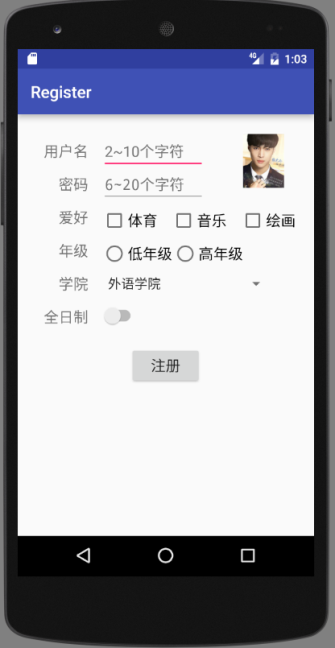 4G 1:03
Register
用户名 2~10个字符
密码 6~20个字符
爱好 体育 音乐 绘画
年级 低年级 高年级
学院 外语学院
全日制
注册